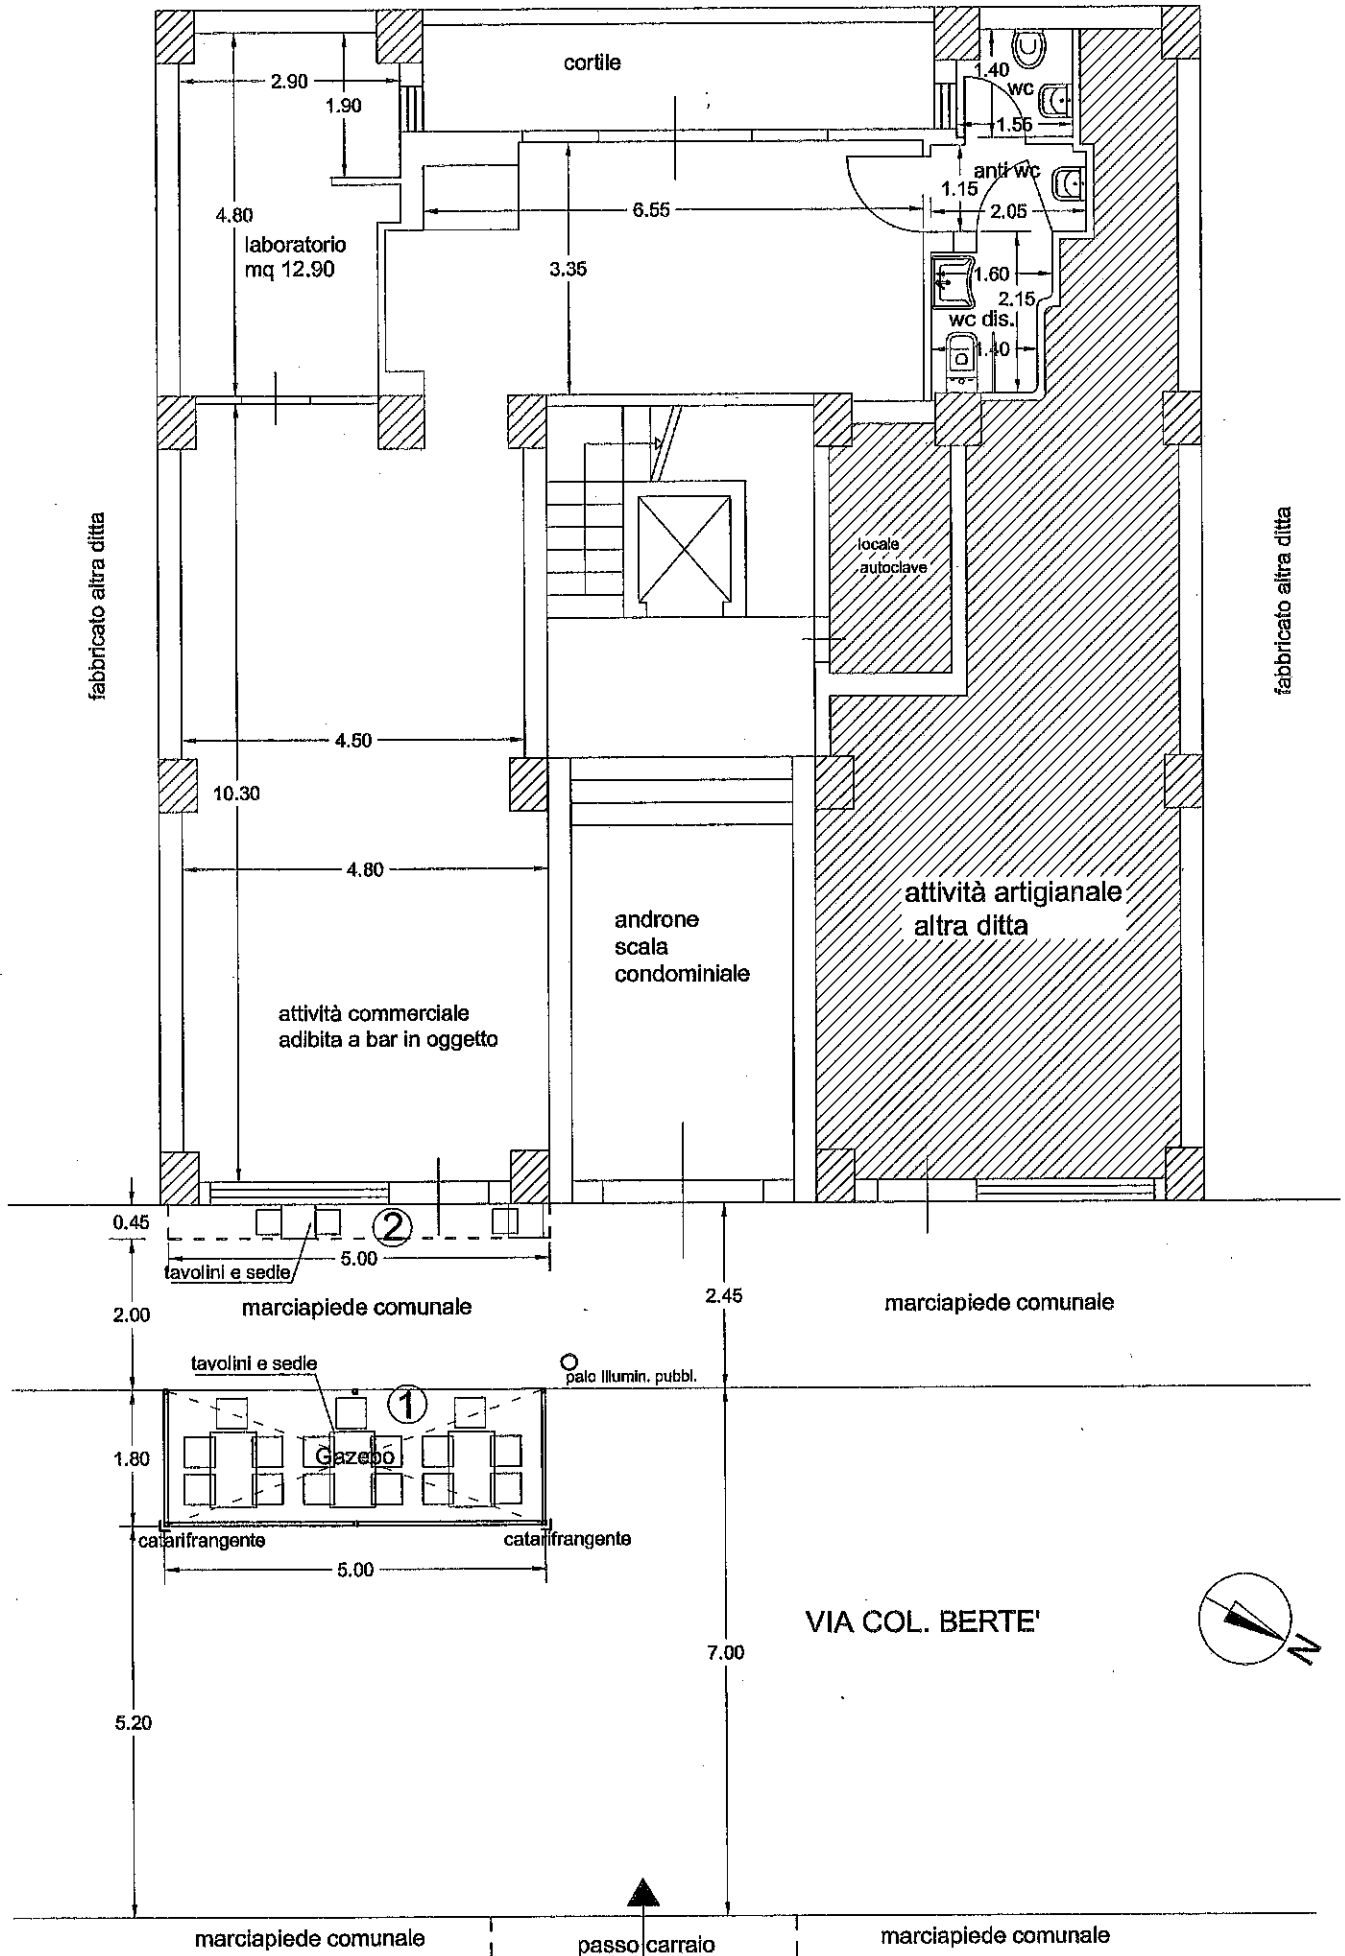 cortile
2.90
1.90
1.40
wc
1.55
anti wc
1.15
2.05
6.55
4.80
laboratorio
mq 12.90
3.35
1.60
2.15
wc dis.
1.40
fabbricato altra ditta
locale
autoclave
fabbricato altra ditta
4.50
10.30
4.80
attività artigianale
altra ditta
androne
scala
condominiale
attività commerciale
adibita a bar in oggetto
0.45
2
5.00
tavolini e sedie
2.00
marciapiede comunale
2.45
marciapiede comunale
tavolini e sedie
palo illumin. pubbl.
1
1.80
Gazebo
catarifrangente
catarifrangente
5.00
VIA COL. BERTE'
7.00
N
5.20
marciapiede comunale
passo carraio
marciapiede comunale